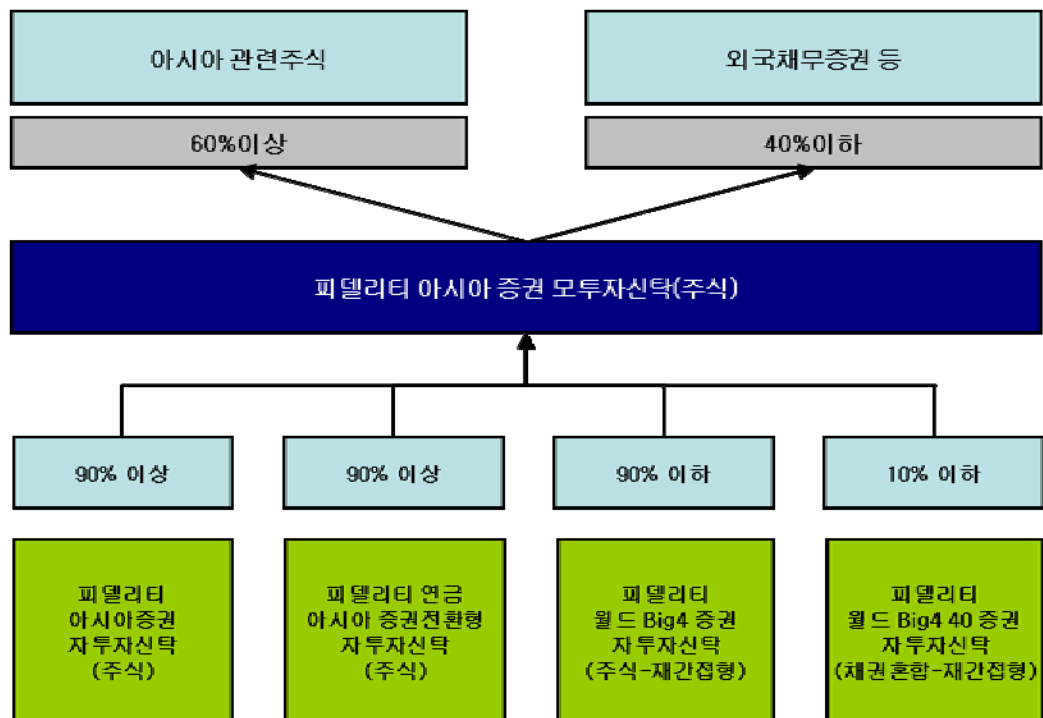 아시아 관련주식
외국채무증권 등
60%이상
40%이하
피델리티 아시아 증권 모투자신탁(주식)
90% 이상
90% 이상
90% 이하
10% 이하
피델리티
아시아증권
자투자신탁
(주식)
피델리티 연금
아시아 증권전환형
자투자신탁
(주식)
피델리티
월드 Big4 증권
자투자신탁
(주식-재간접형)
피델리티
월드 Big4 40 증권
자투자신탁
(채권혼합-재간접형)